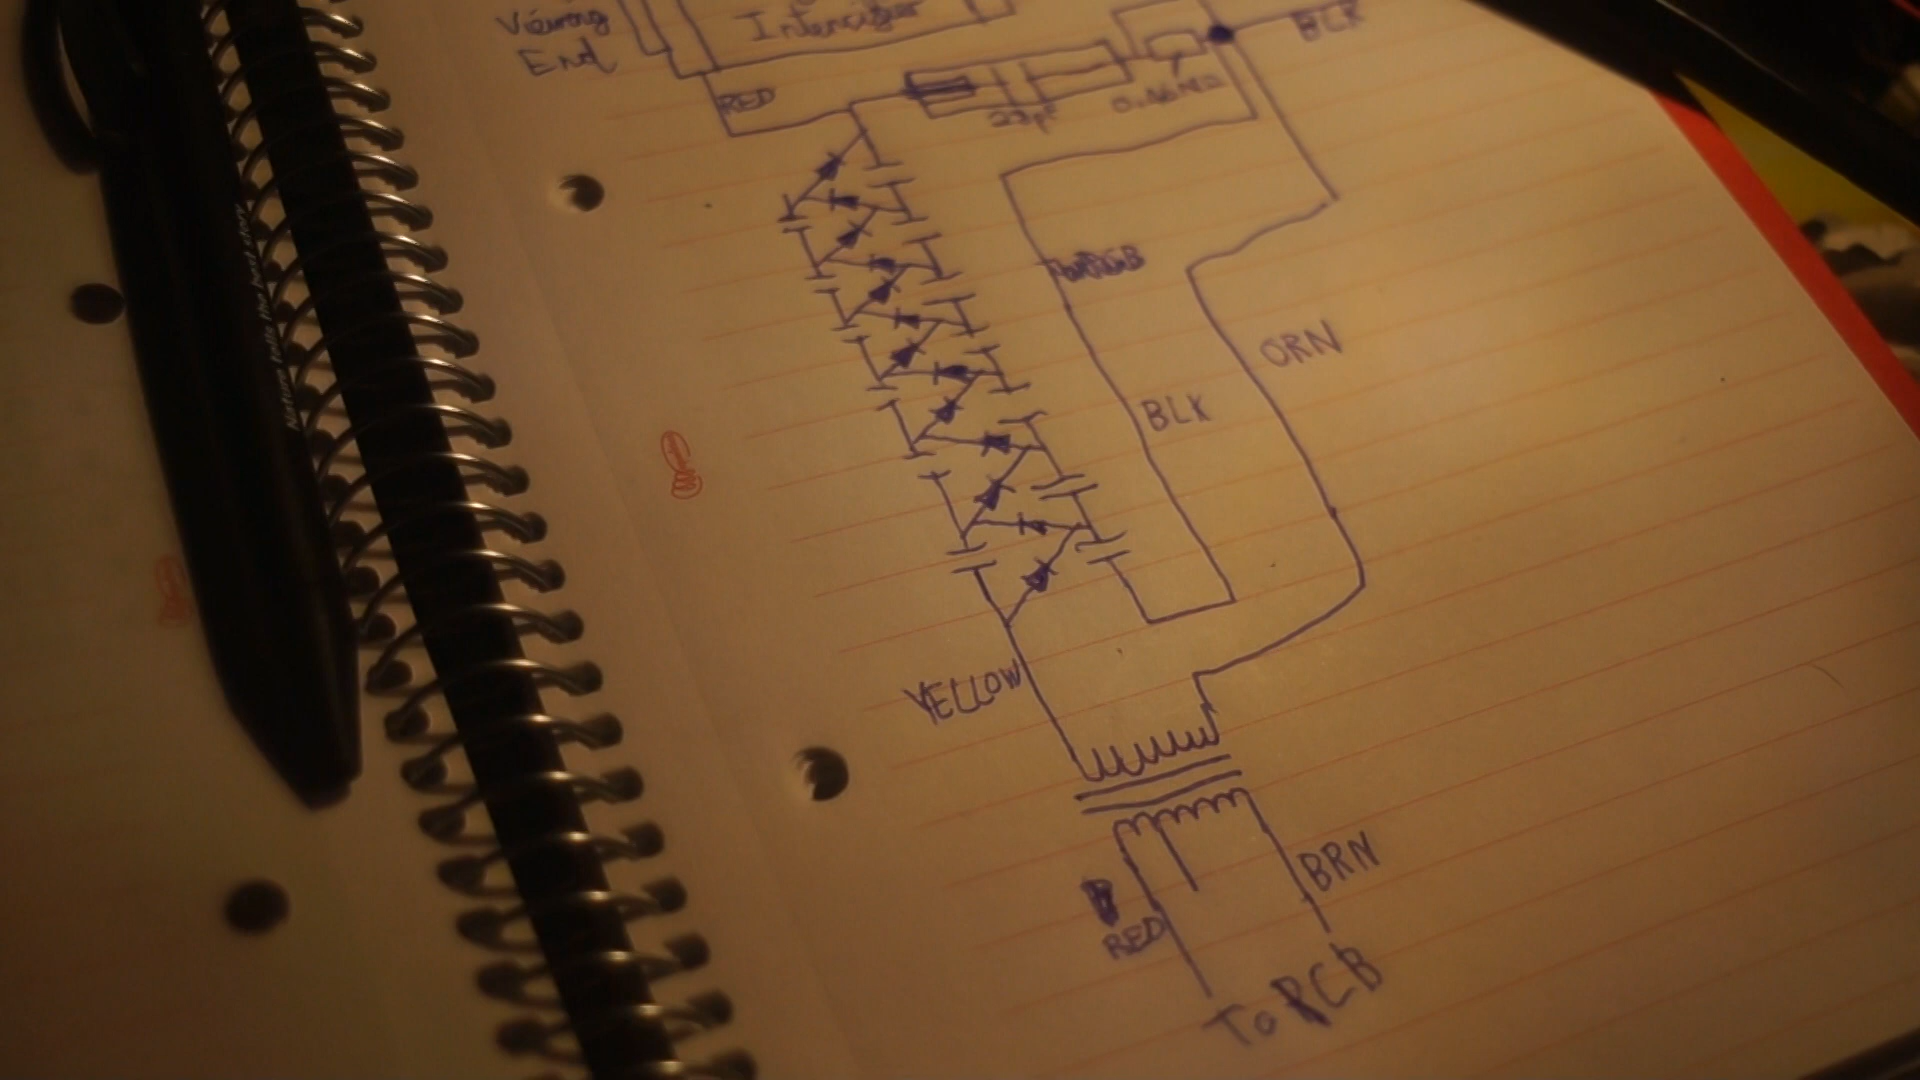 Viewing
End
Intensifier
BLK
RED
22pF
ORN
BLK
YELLOW
BRN
RED
To PCB